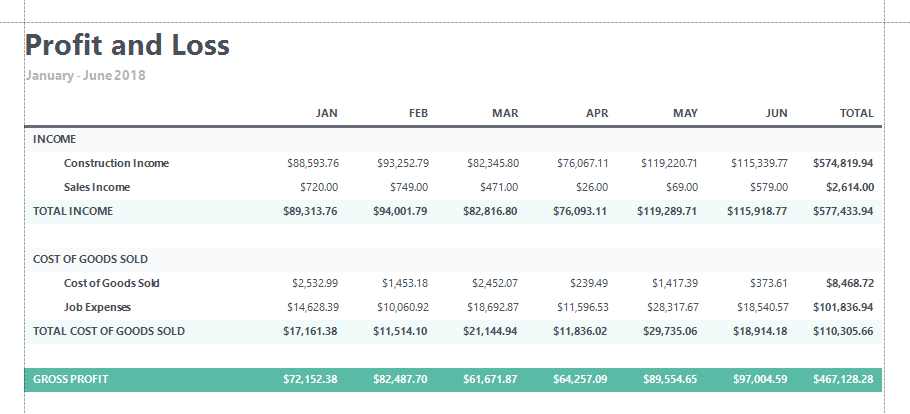 Profit and Loss
January - June 2018
JAN FEB MAR APR MAY JUN TOTAL
INCOME
Construction Income $88,593.76 $93,252.79 $82,345.80 $76,067.11 $119,220.71 $115,339.77 $574,819.94
Sales Income $720.00 $749.00 $471.00 $26.00 $69.00 $579.00 $2,614.00
TOTAL INCOME $89,313.76 $94,001.79 $82,816.80 $76,093.11 $119,289.71 $115,918.77 $577,433.94
COST OF GOODS SOLD
Cost of Goods Sold $2,532.99 $1,453.18 $2,452.07 $239.49 $1,417.39 $373.61 $8,468.72
Job Expenses $14,628.39 $10,060.92 $18,692.87 $11,596.53 $28,317.67 $18,540.57 $101,836.94
TOTAL COST OF GOODS SOLD $17,161.38 $11,514.10 $21,144.94 $11,836.02 $29,735.06 $18,914.18 $110,305.66
GROSS PROFIT $72,152.38 $82,487.70 $61,671.87 $64,257.09 $89,554.65 $97,004.59 $467,128.28